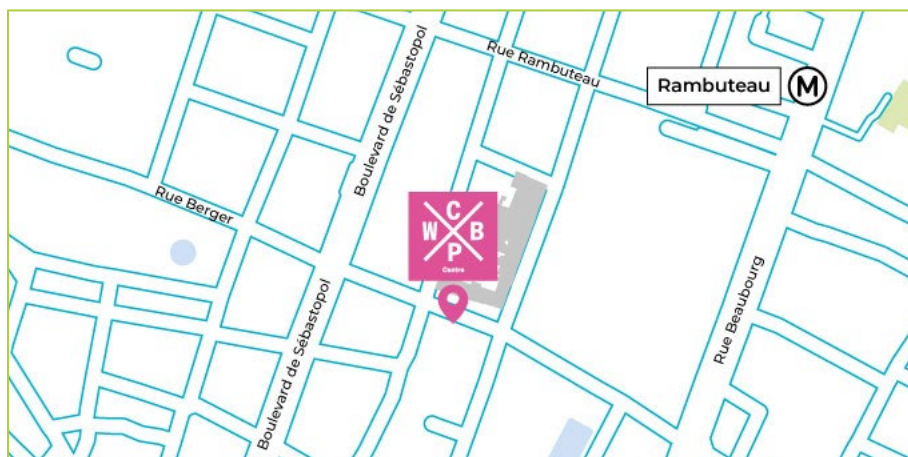 Rue Rambuteau
Rambuteau M
Boulevard de Sébastopol
Rue Berger
C
W B
P
Centre
Rue Beaubourg
Boulevard de Sébastopol